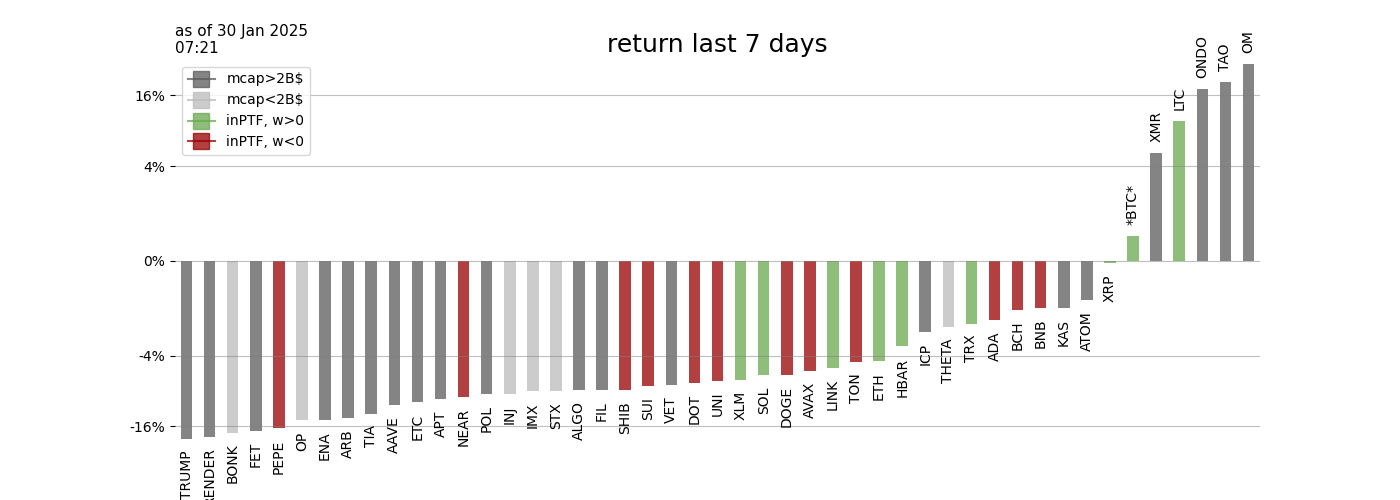 as of 30 Jan 2025
07:21
return last 7 days
mcap>2B$
mcap<2B$
inPTF, w>0
inPTF, w<0
16%
4%
0%
-4%
-16%
TRUMP
RENDER
BONK
FET
PEPE
OP
ENA
ARB
TIA
AAVE
ETC
APT
NEAR
POL
INJ
IMX
STX
ALGO
FIL
SHIB
SUI
VET
DOT
UNI
XLM
SOL
DOGE
AVAX
LINK
TON
ETH
HBAR
ICP
THETA
TRX
ADA
BCH
BNB
KAS
ATOM
XRP
*BTC*
XMR
LTC
ONDO
TAO
OM